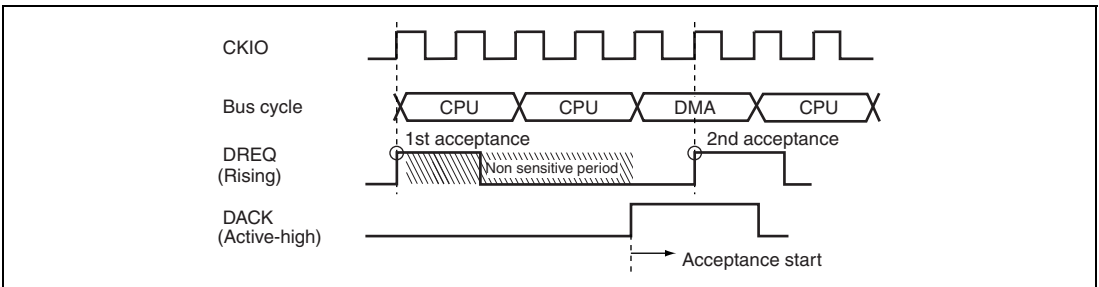 CKIO
Bus cycle CPU CPU DMA CPU
1st acceptance 2nd acceptance
DREQ
(Rising)
Non sensitive period
DACK
(Active-high)
Acceptance start